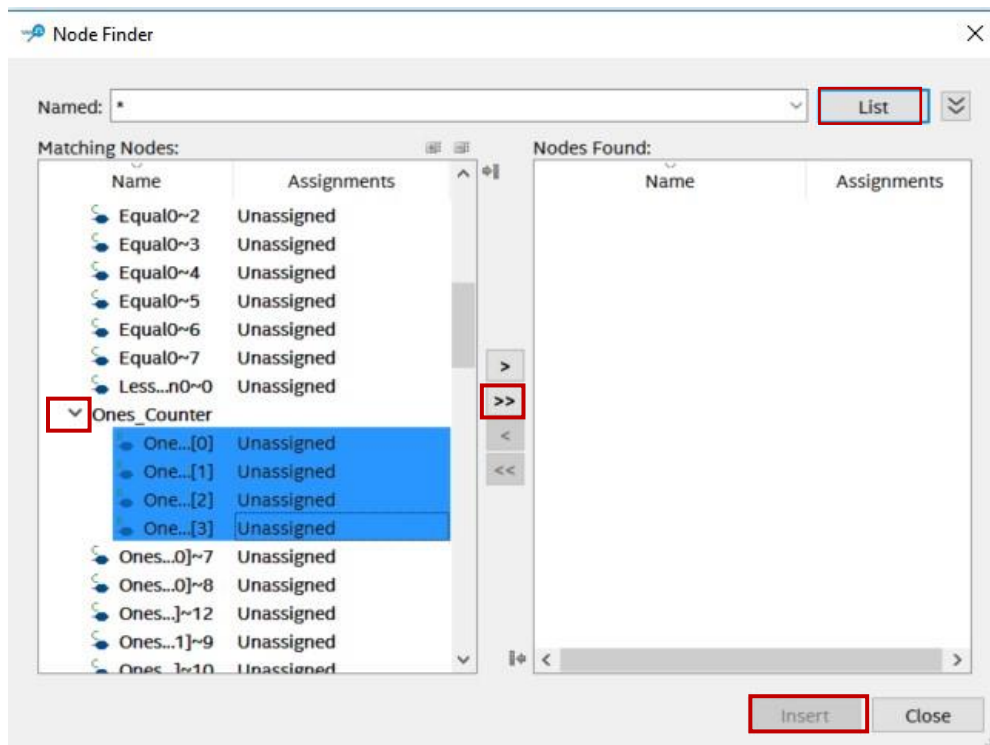 Node Finder
Named: * List
Matching Nodes: Nodes Found:
Name Assignments Name Assignments
Equal0~2 Unassigned
Equal0~3 Unassigned
Equal0~4 Unassigned
Equal0~5 Unassigned
Equal0~6 Unassigned
Equal0~7 Unassigned
Less...n0~0 Unassigned
>
Ones_Counter
>>
One...[0] Unassigned
<
One...[1] Unassigned
<<
One...[2] Unassigned
One...[3] Unassigned
Ones...0]~7 Unassigned
Ones...0]~8 Unassigned
Ones...]~12 Unassigned
Ones...1]~9 Unassigned
Ones...]~10 Unassigned
Insert Close